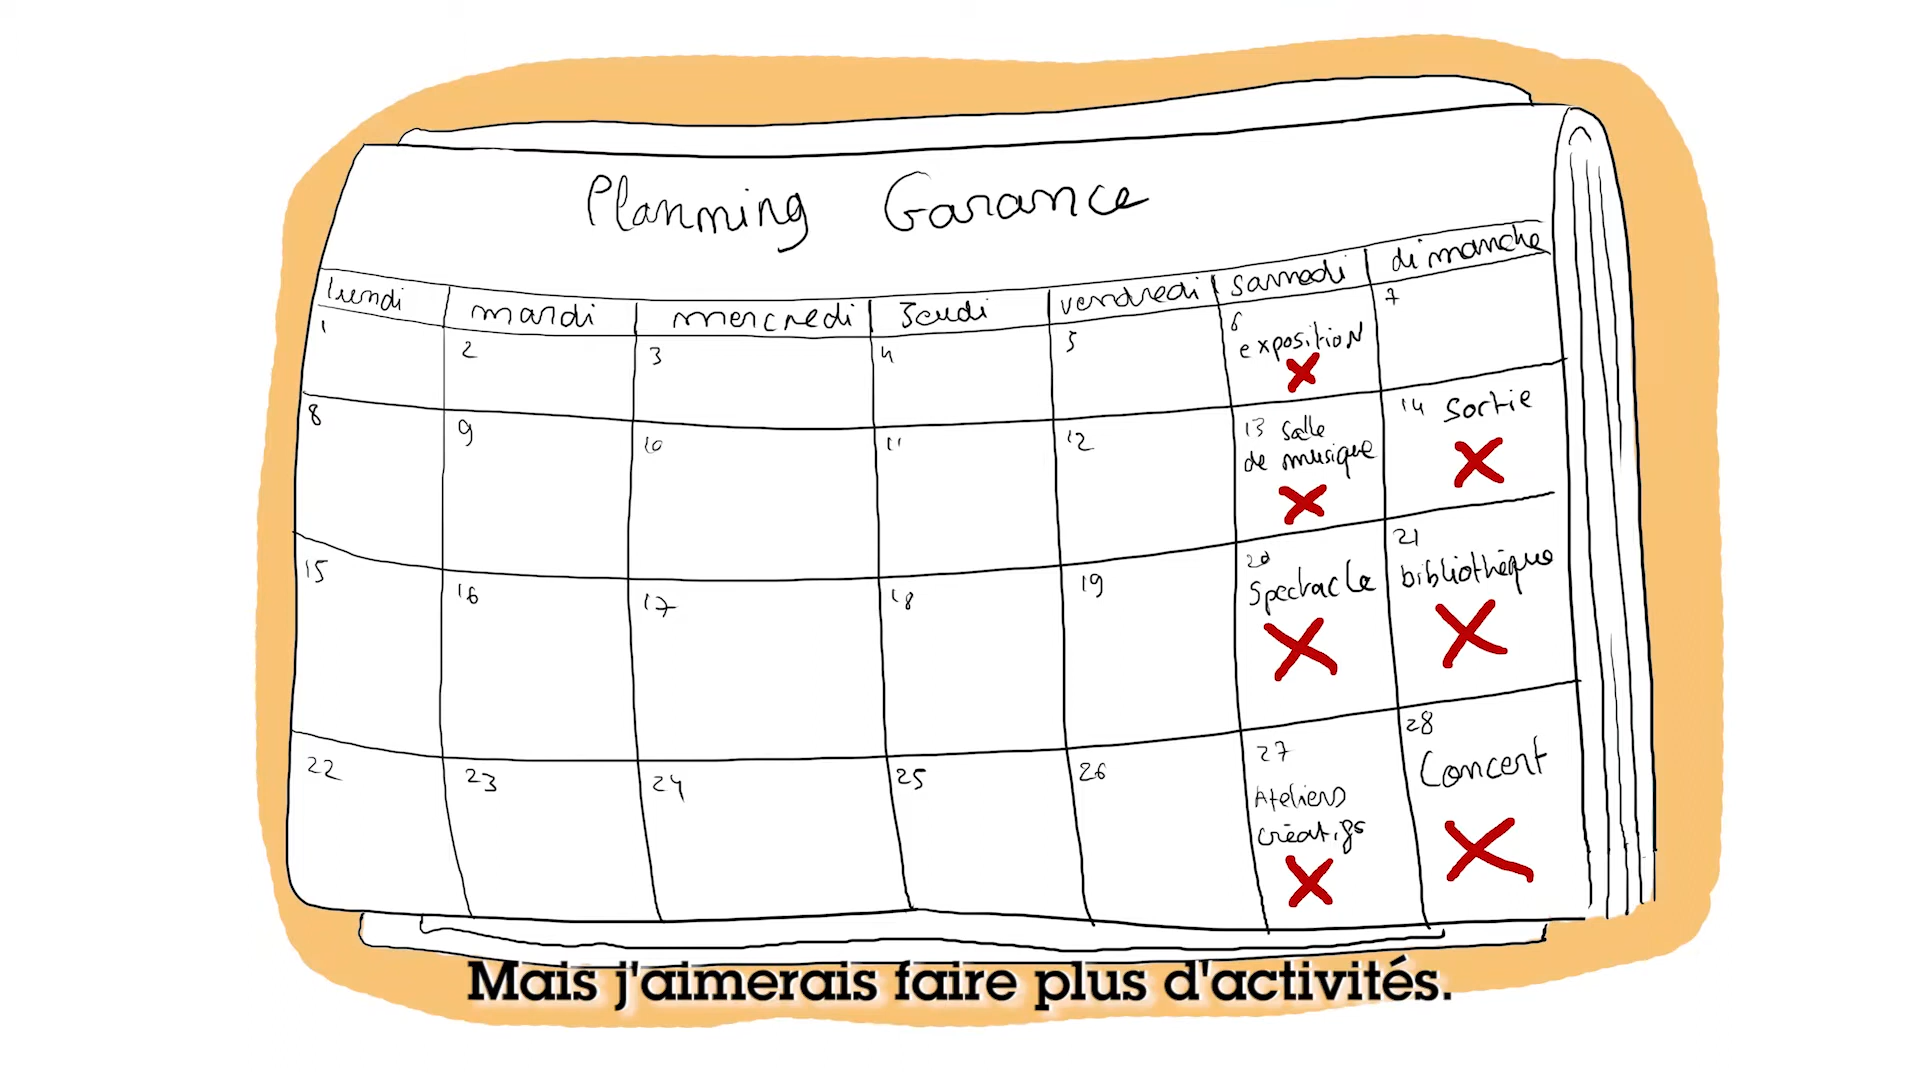 Planning Garance
lundi mardi mercredi Jeudi vendredi samedi dimanche
1 2 3 4 5 6 7
exposition
8 9 10 11 12 13 salle 14 Sortie
de musique
15 16 17 18 19 20 21
Spectacle bibliothèque
22 23 24 25 26 27 28
Concert
Ateliers
créatifs
Mais j'aimerais faire plus d'activités.